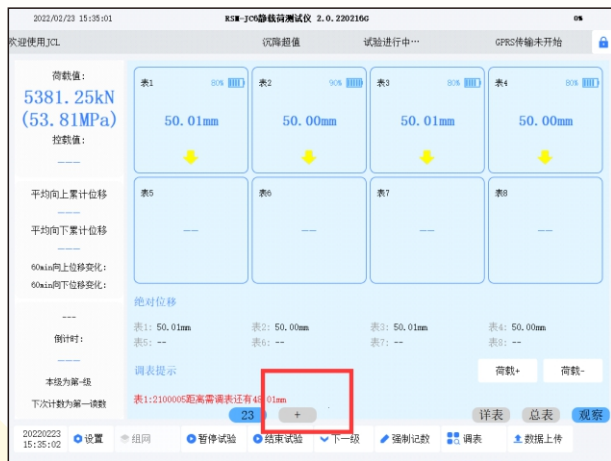 2022/02/23 15:35:01 RSM-JC6静载荷测试仪 2.0.220216G 0%
欢迎使用JCL 沉降超值 试验进行中··· GPRS传输未开始
荷载值:
5381.25kN
(53.81MPa)
控载值:
---
平均向上累计位移
---
平均向下累计位移
---
60min向上位移变化:
60min向下位移变化:
---
倒计时:
---
本级为第-级
下次计数为第一读数
表1 80%
50.01mm
表2 90%
50.00mm
表3 80%
50.01mm
表4 80%
50.00mm
表5
--
表6
--
表7
--
表8
--
绝对位移
表1: 50.01mm 表2: 50.00mm 表3: 50.01mm 表4: 50.00mm
表5: -- 表6: -- 表7: -- 表8: --
调表提示 荷载+ 荷载-
表1:2100005距离需调表还有48.01mm
23 + 详表 总表 观察
20220223
15:35:02
设置 组网 暂停试验 结束试验 下一级 强制记数 调表 数据上传